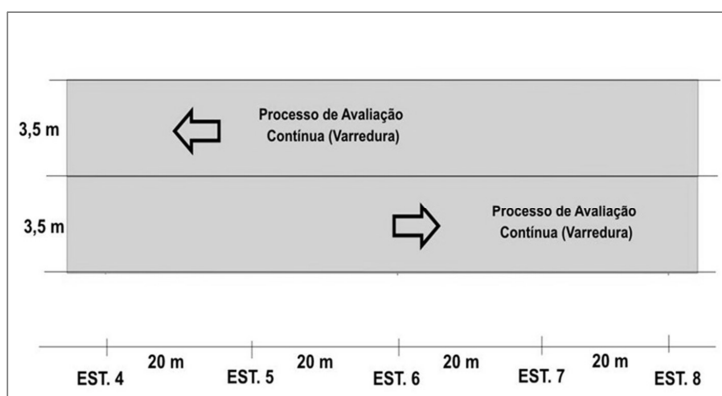 Processo de Avaliação
Contínua (Varredura)
3,5 m
Processo de Avaliação
Contínua (Varredura)
3,5 m
20 m 20 m 20 m 20 m
EST. 4 EST. 5 EST. 6 EST. 7 EST. 8